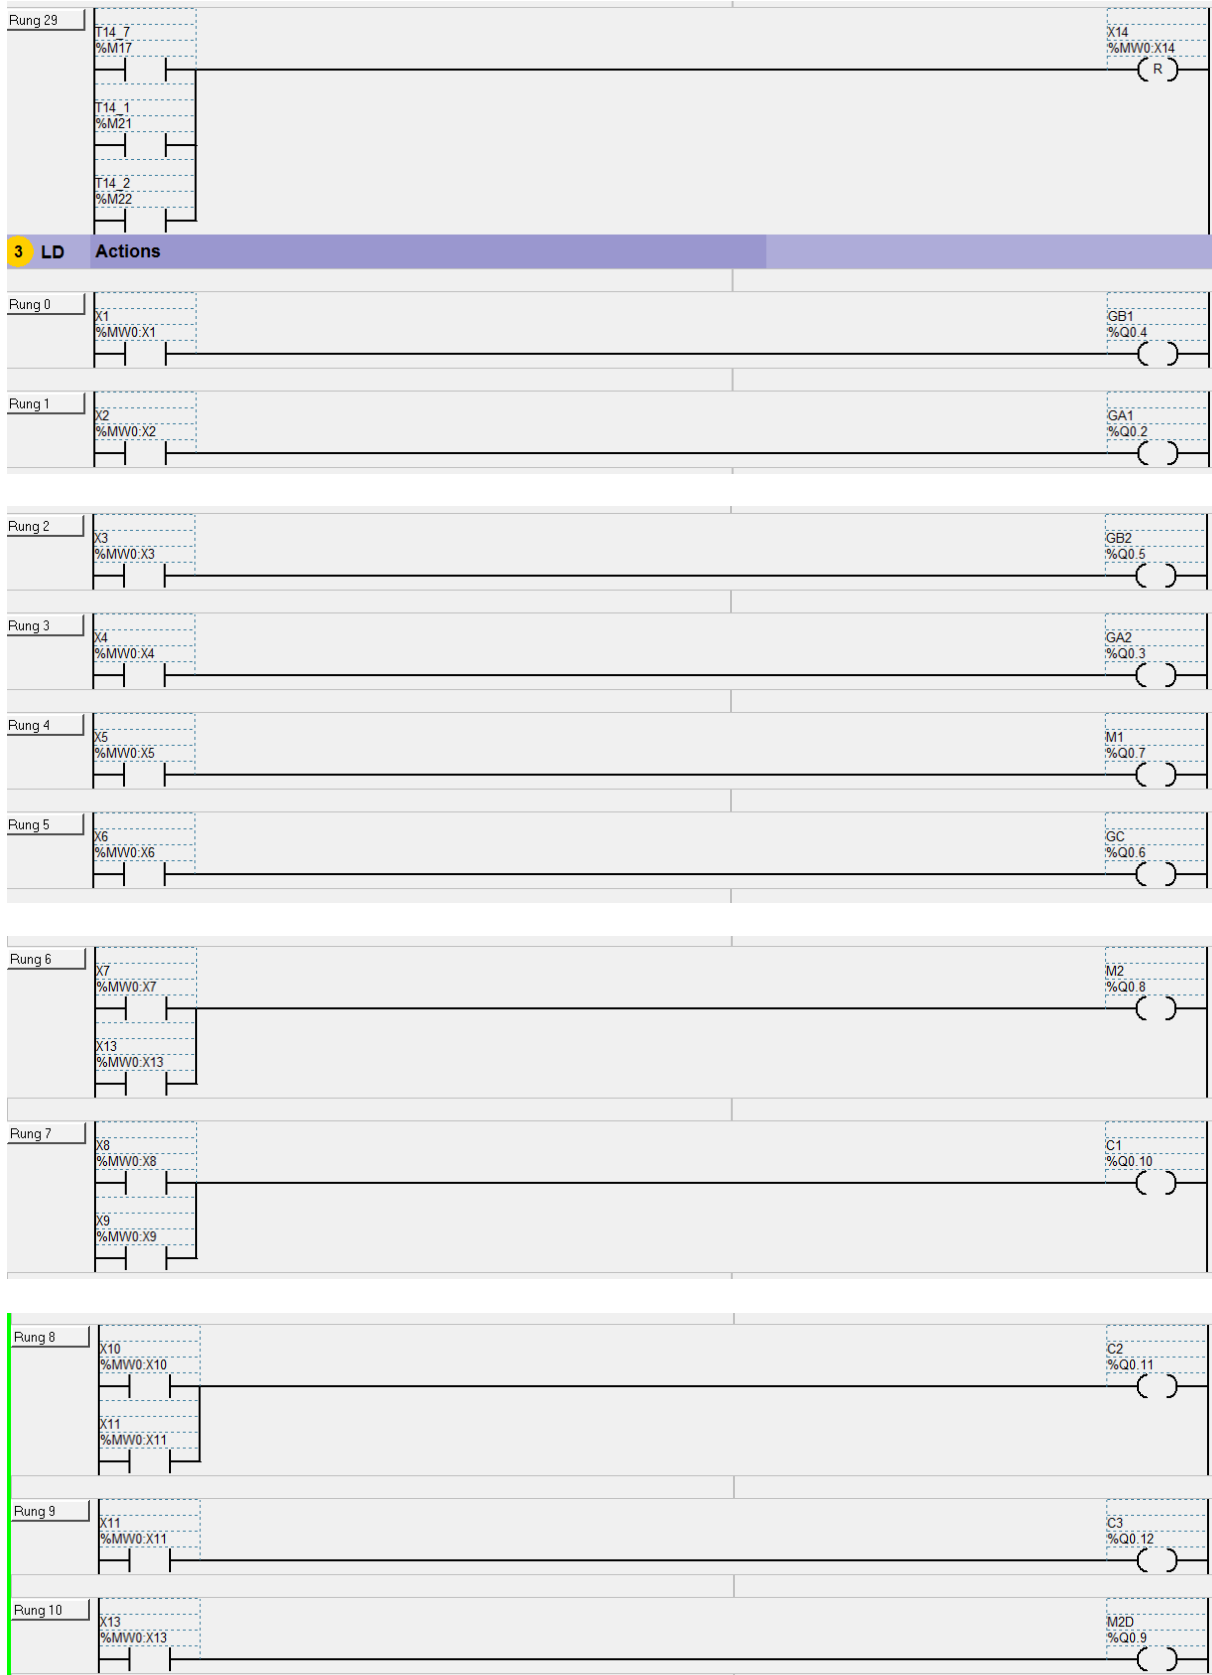 Rung 29
T14_7
%M17
X14
%MW0:X14
R
T14_1
%M21
T14_2
%M22
3 LD Actions
Rung 0
X1
%MW0:X1
GB1
%Q0.4
Rung 1
X2
%MW0:X2
GA1
%Q0.2
Rung 2
X3
%MW0:X3
GB2
%Q0.5
Rung 3
X4
%MW0:X4
GA2
%Q0.3
Rung 4
X5
%MW0:X5
M1
%Q0.7
Rung 5
X6
%MW0:X6
GC
%Q0.6
Rung 6
X7
%MW0:X7
M2
%Q0.8
X13
%MW0:X13
Rung 7
X8
%MW0:X8
C1
%Q0.10
X9
%MW0:X9
Rung 8
X10
%MW0:X10
C2
%Q0.11
X11
%MW0:X11
Rung 9
X11
%MW0:X11
C3
%Q0.12
Rung 10
X13
%MW0:X13
M2D
%Q0.9